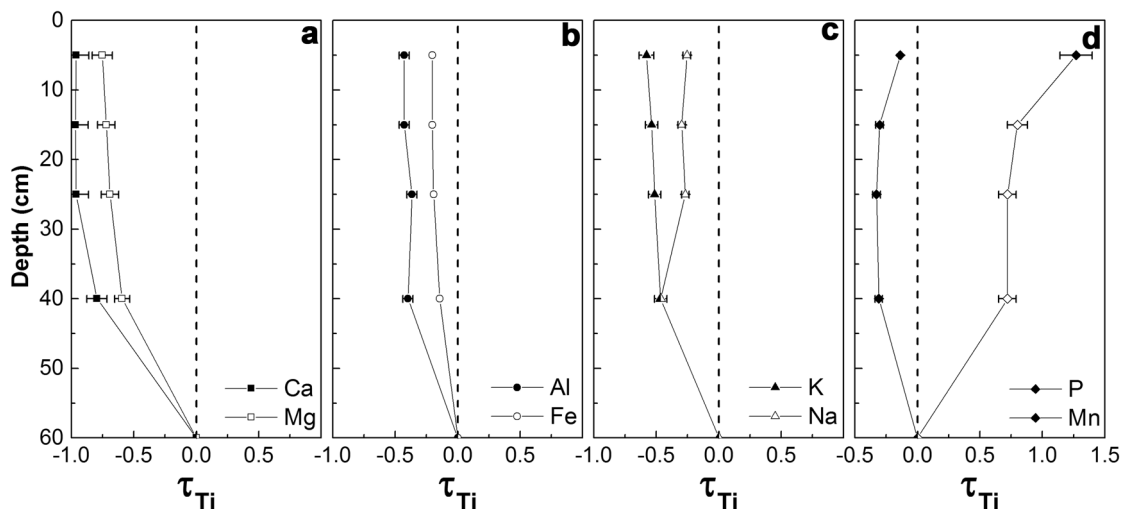 a b c d
0
10
20
30
40
50
60
Depth (cm)
Ca
Mg
Al
Fe
K
Na
P
Mn
-1.0 -0.5 0.0 0.5 -1.0 -0.5 0.0 0.5 -1.0 -0.5 0.0 0.5 -0.5 0.0 0.5 1.0 1.5
τTi τTi τTi τTi